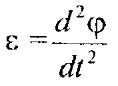 ε = d²φ / dt²